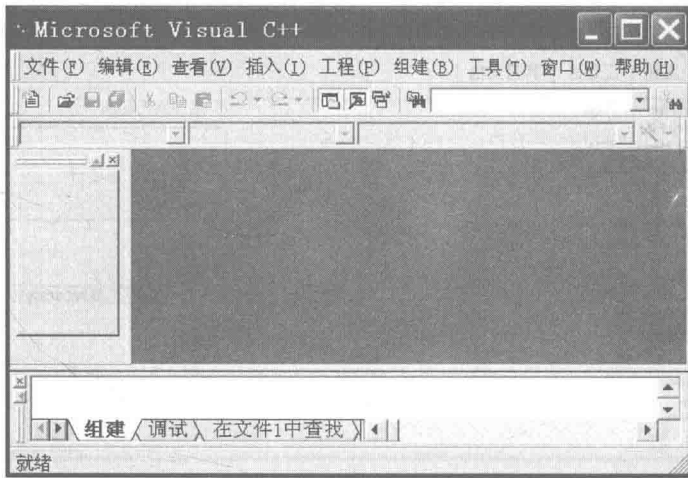 Microsoft Visual C++
文件(F) 编辑(E) 查看(V) 插入(I) 工程(P) 组建(B) 工具(T) 窗口(W) 帮助(H)
组建 调试 在文件1中查找
就绪